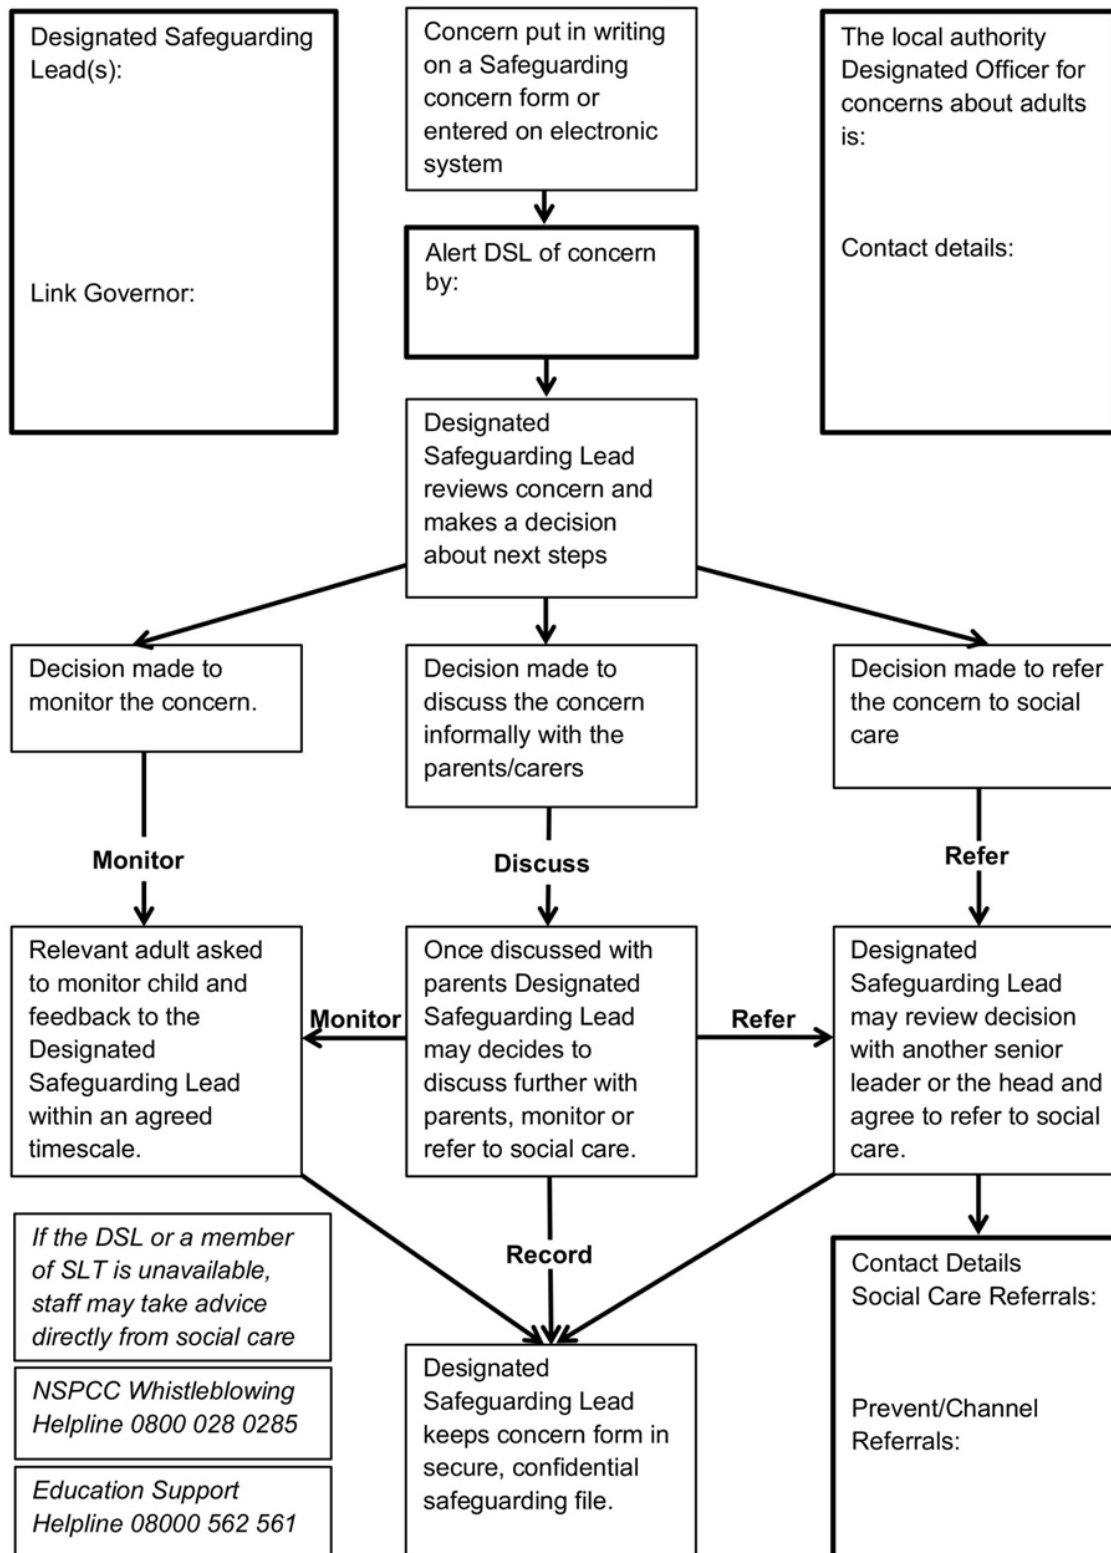 Designated Safeguarding
Lead(s):
Link Governor:
Concern put in writing
on a Safeguarding
concern form or
entered on electronic
system
The local authority
Designated Officer for
concerns about adults
is:
Contact details:
Alert DSL of concern
by:
Designated
Safeguarding Lead
reviews concern and
makes a decision
about next steps
Decision made to
monitor the concern.
Decision made to
discuss the concern
informally with the
parents/carers
Decision made to refer
the concern to social
care
Monitor
Discuss
Refer
Relevant adult asked
to monitor child and
feedback to the
Designated
Safeguarding Lead
within an agreed
timescale.
Monitor
Once discussed with
parents Designated
Safeguarding Lead
may decides to
discuss further with
parents, monitor or
refer to social care.
Refer
Designated
Safeguarding Lead
may review decision
with another senior
leader or the head and
agree to refer to social
care.
If the DSL or a member
of SLT is unavailable,
staff may take advice
directly from social care
NSPCC Whistleblowing
Helpline 0800 028 0285
Education Support
Helpline 08000 562 561
Record
Designated
Safeguarding Lead
keeps concern form in
secure, confidential
safeguarding file.
Contact Details
Social Care Referrals:
Prevent/Channel
Referrals: